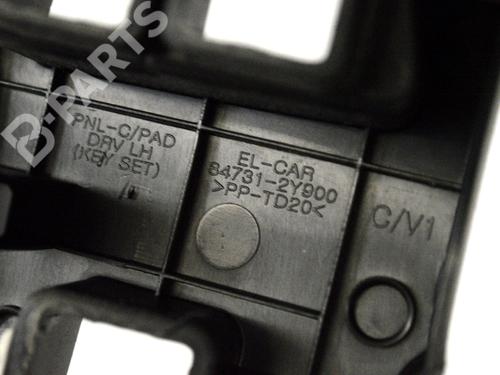 B-PARTS
PNL-C/PAD
DRV LH
(KEY SET)
EL-CAR
84731-2Y900
>PP-TD20<
C/V1